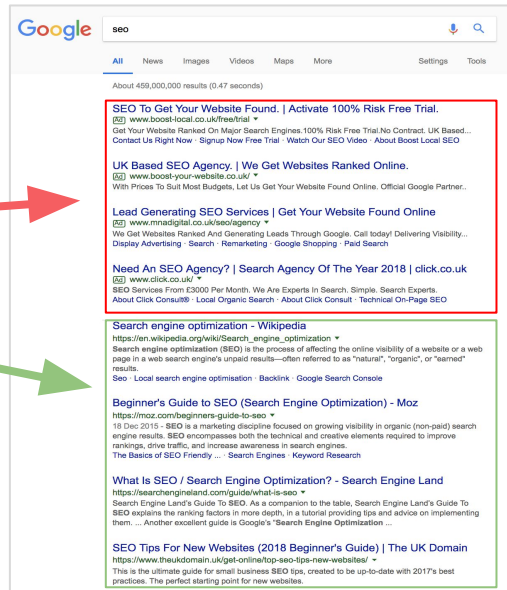 Google seo
All News Images Videos Maps More Settings Tools
About 459,000,000 results (0.47 seconds)
SEO To Get Your Website Found. | Activate 100% Risk Free Trial.
Ad www.boost-local.co.uk/free/trial
Get Your Website Ranked On Major Search Engines.100% Risk Free Trial.No Contract. UK Based...
Contact Us Right Now · Signup Now Free Trial · Watch Our SEO Video · About Boost Local SEO
UK Based SEO Agency. | We Get Websites Ranked Online.
Ad www.boost-your-website.co.uk/
With Prices To Suit Most Budgets, Let Us Get Your Website Found Online. Official Google Partner..
Lead Generating SEO Services | Get Your Website Found Online
Ad www.mnadigital.co.uk/seo/agency
We Get Websites Ranked And Generating Leads Through Google. Call today! Delivering Visibility...
Display Advertising · Search · Remarketing · Google Shopping · Paid Search
Need An SEO Agency? | Search Agency Of The Year 2018 | click.co.uk
Ad www.click.co.uk/
SEO Services From £3000 Per Month. We Are Experts In Search. Simple. Search Experts.
About Click Consult® · Local Organic Search · About Click Consult · Technical On-Page SEO
Search engine optimization - Wikipedia
https://en.wikipedia.org/wiki/Search_engine_optimization
Search engine optimization (SEO) is the process of affecting the online visibility of a website or a web
page in a web search engine's unpaid results—often referred to as "natural", "organic", or "earned"
results.
Seo · Local search engine optimisation · Backlink · Google Search Console
Beginner's Guide to SEO (Search Engine Optimization) - Moz
https://moz.com/beginners-guide-to-seo
18 Dec 2015 - SEO is a marketing discipline focused on growing visibility in organic (non-paid) search
engine results. SEO encompasses both the technical and creative elements required to improve
rankings, drive traffic, and increase awareness in search engines.
The Basics of SEO Friendly ... · Search Engines · Keyword Research
What Is SEO / Search Engine Optimization? - Search Engine Land
https://searchengineland.com/guide/what-is-seo
Search Engine Land's Guide To SEO. As a companion to the table, Search Engine Land's Guide To
SEO explains the ranking factors in more depth, in a tutorial providing tips and advice on implementing
them. ... Another excellent guide is Google's "Search Engine Optimization ...
SEO Tips For New Websites (2018 Beginner's Guide) | The UK Domain
https://www.theukdomain.uk/get-online/top-seo-tips-new-websites/
This is the ultimate guide for small business SEO tips, created to be up-to-date with 2017's best
practices. The perfect starting point for new websites.